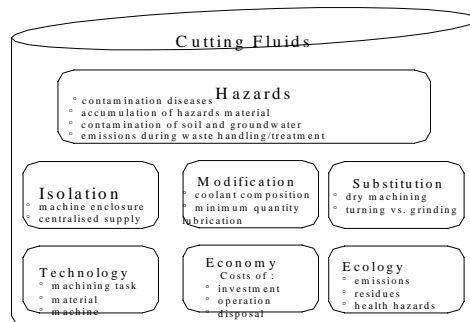 Cutting Fluids
Hazards
▫ contamination diseases
▫ accumulation of hazards material
▫ contamination of soil and groundwater
▫ emissions during waste handling/treatment
Isolation
▫ machine enclosure
▫ centralised supply
Modification
▫ coolant composition
▫ minimum quantity
lubrication
Substitution
▫ dry machining
▫ turning vs. grinding
Technology
▫ machining task
▫ material
▫ machine
Economy
Costs of :
▫ investment
▫ operation
▫ disposal
Ecology
▫ emissions
▫ residues
▫ health hazards